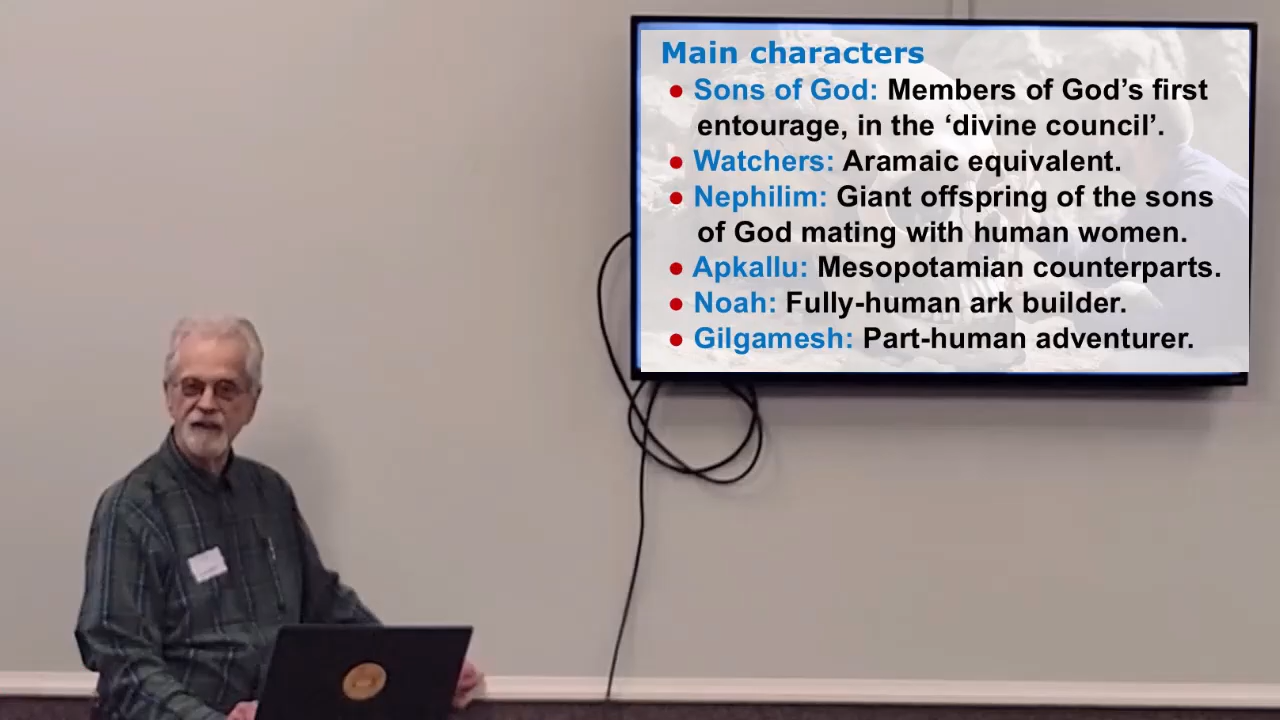 Main characters
● Sons of God: Members of God’s first
entourage, in the ‘divine council’.
● Watchers: Aramaic equivalent.
● Nephilim: Giant offspring of the sons
of God mating with human women.
● Apkallu: Mesopotamian counterparts.
● Noah: Fully-human ark builder.
● Gilgamesh: Part-human adventurer.